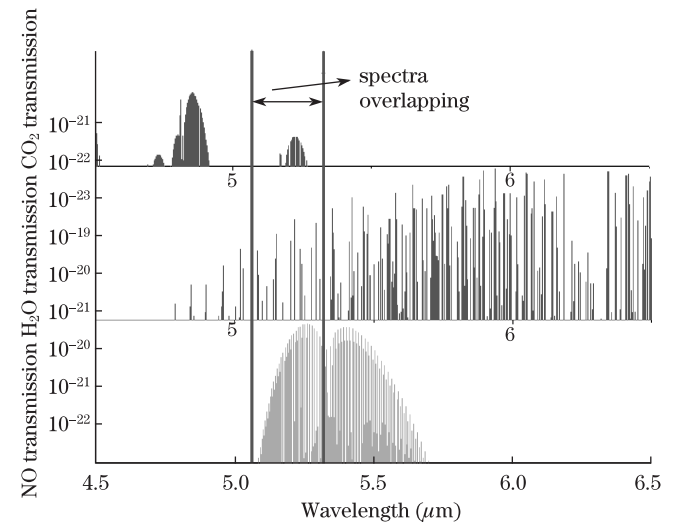 CO₂ transmission
10⁻²¹
10⁻²²
spectra
overlapping
5
6
H₂O transmission
10⁻²³
10⁻¹⁹
10⁻²⁰
10⁻²¹
5
6
NO transmission
10⁻²⁰
10⁻²¹
10⁻²²
4.5 5.0 5.5 6.0 6.5
Wavelength (μm)